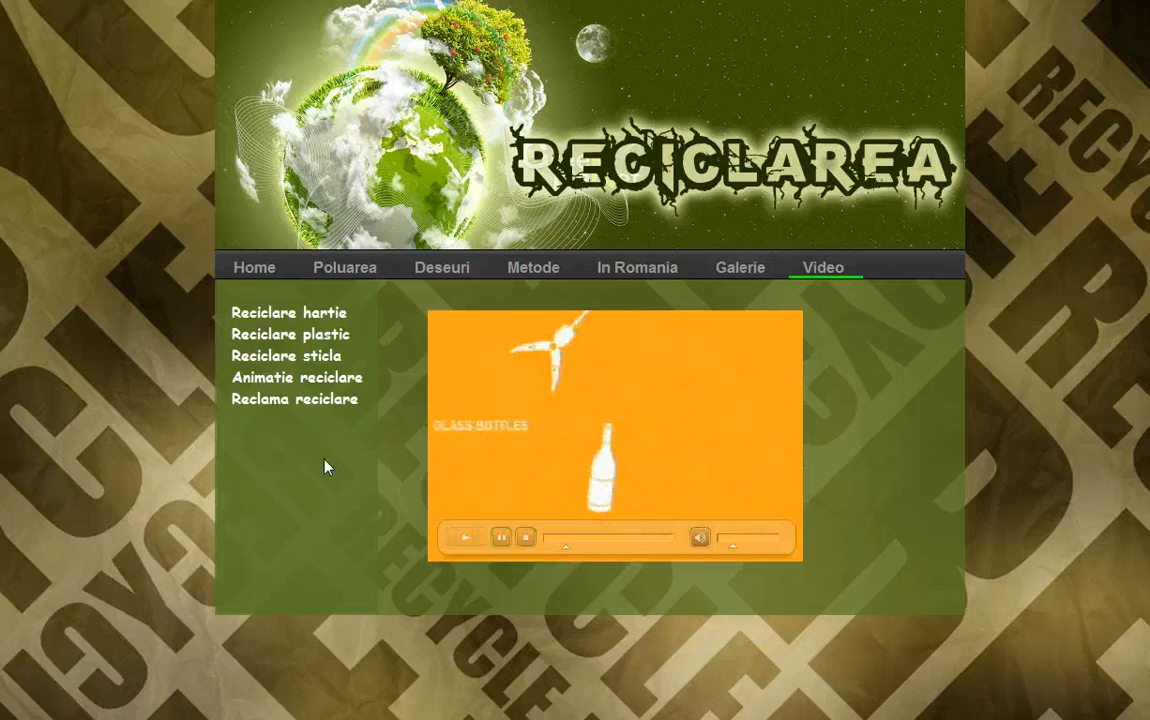 RECICLAREA
Home Poluarea Deseuri Metode In Romania Galerie Video
Reciclare hartie
Reciclare plastic
Reciclare sticla
Animatie reciclare
Reclama reciclare
GLASS BOTTLES
RECYCLE